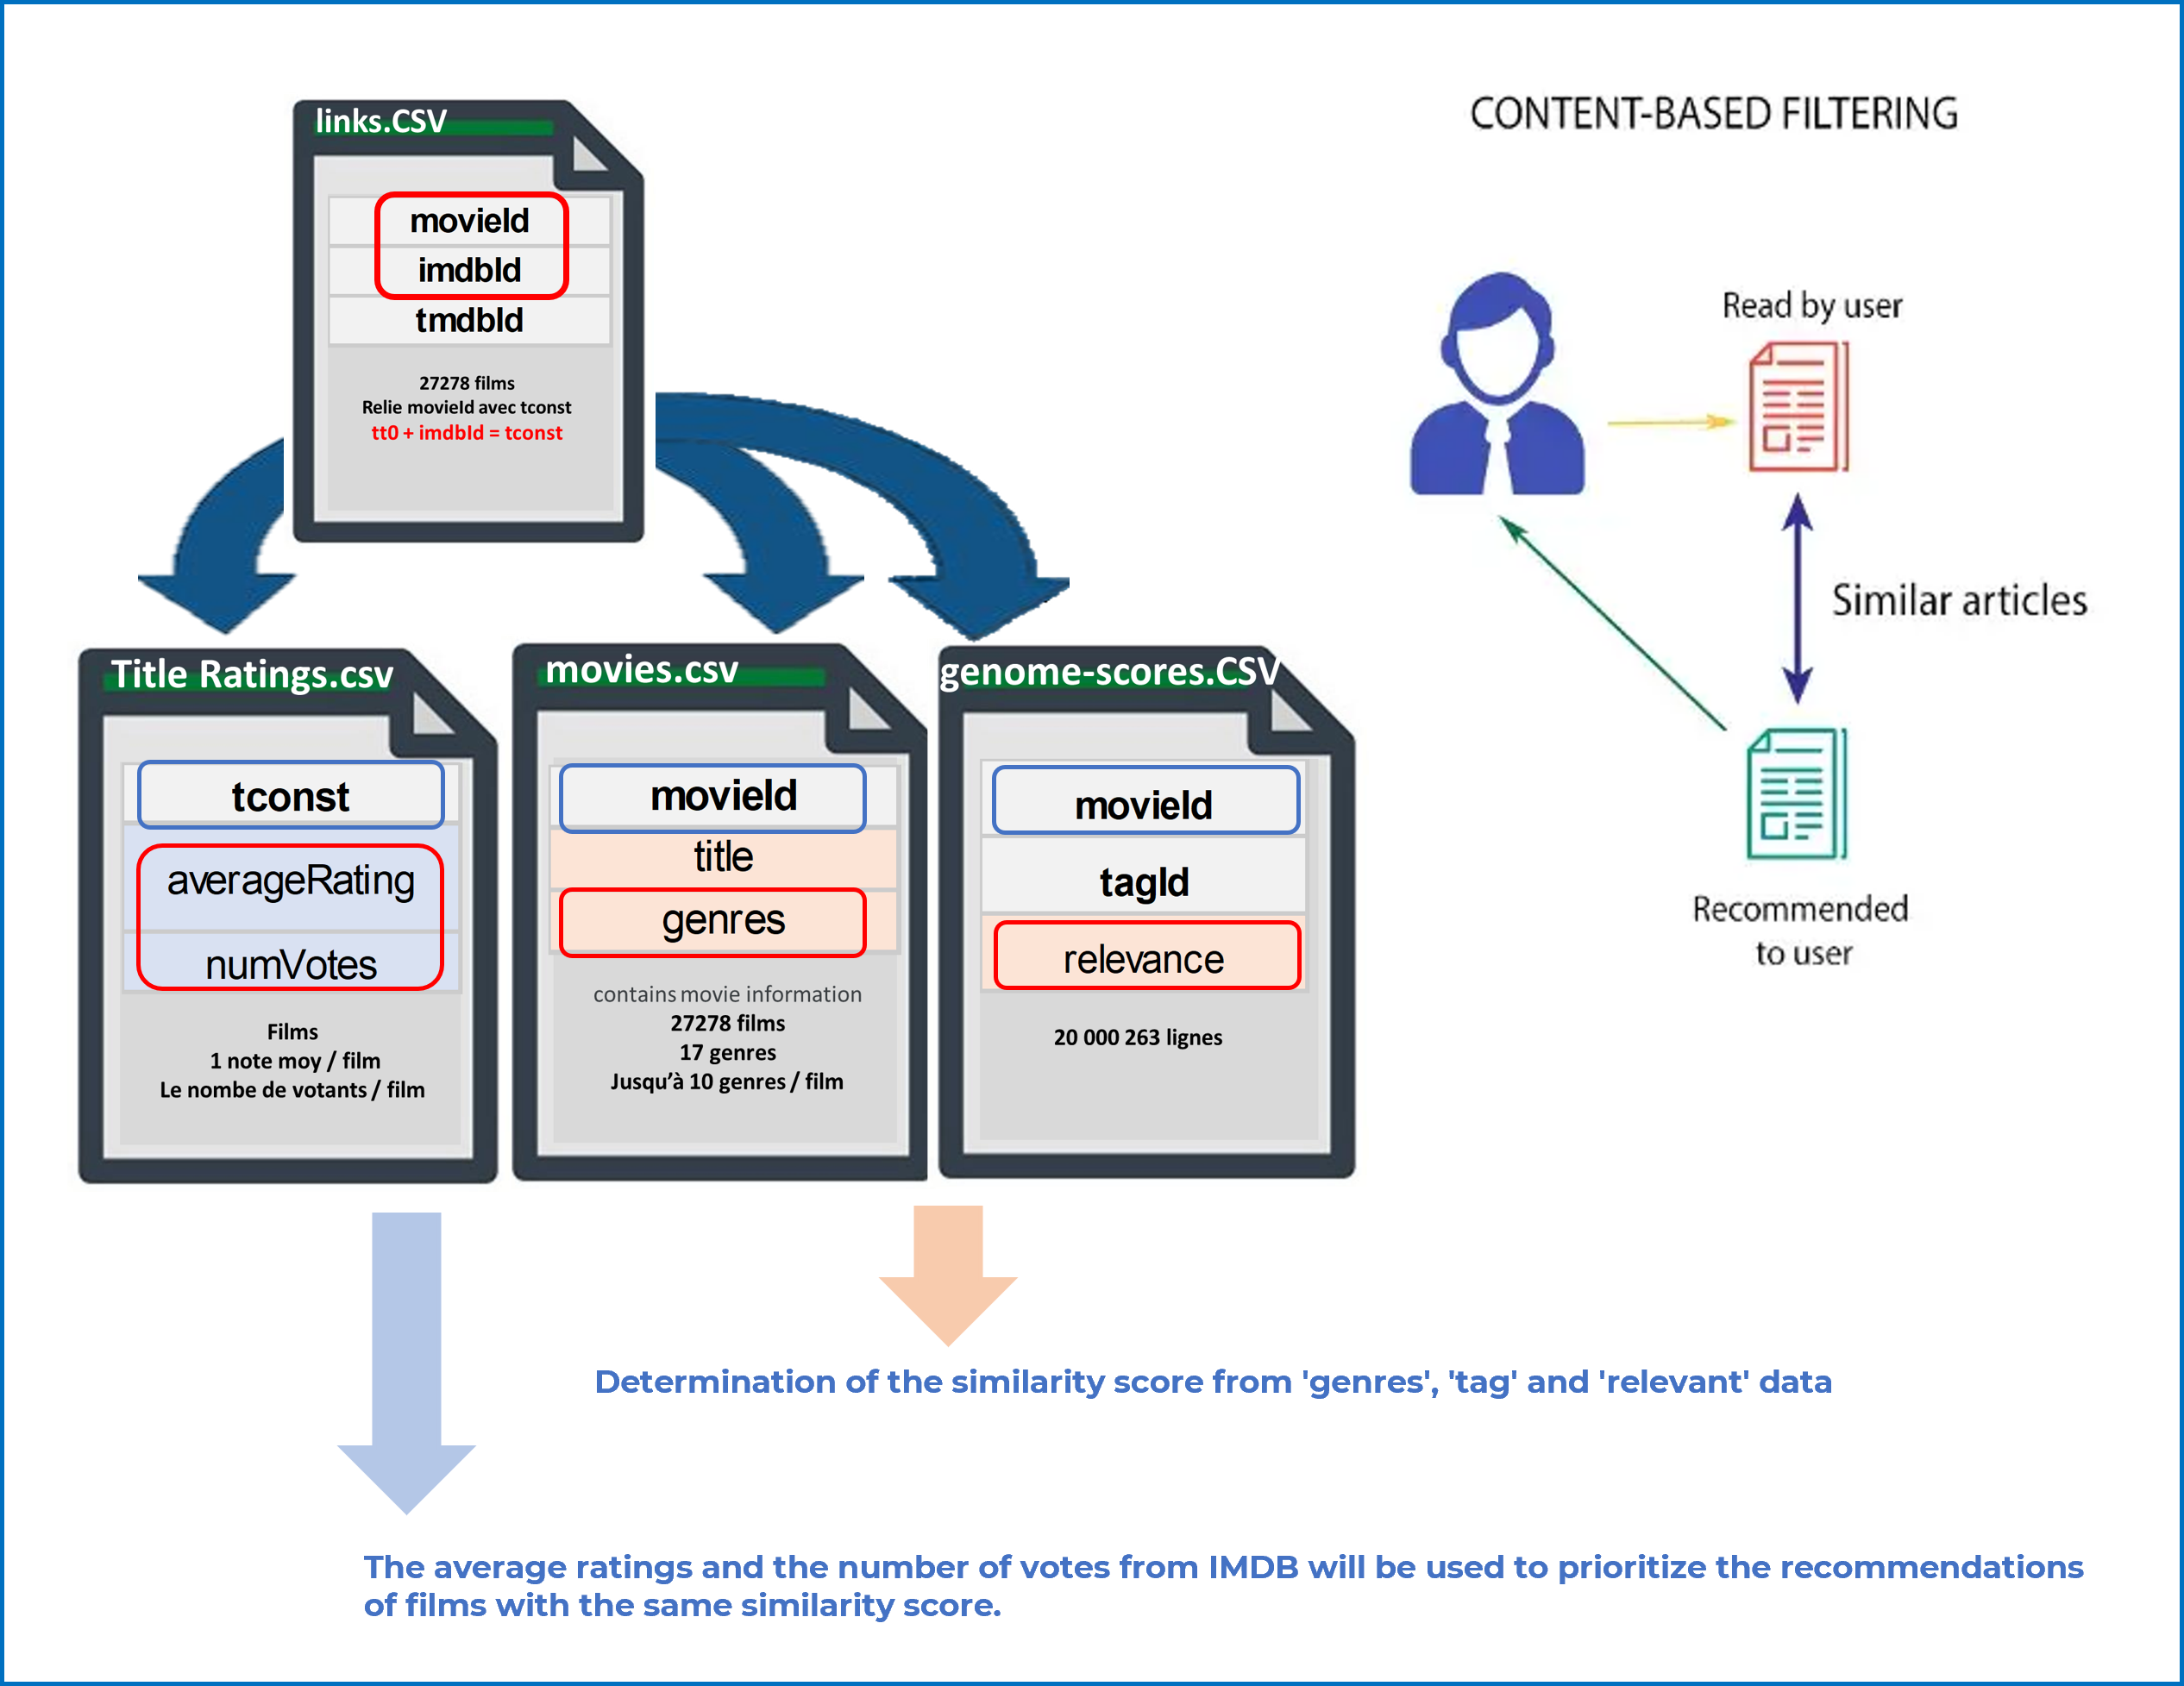 links.CSV
movieId
imdbId
tmdbId
27278 films
Relie movieId avec tconst
tt0 + imdbId = tconst
CONTENT-BASED FILTERING
Read by user
Similar articles
Recommended
to user
Title Ratings.csv
tconst
averageRating
numVotes
Films
1 note moy / film
Le nombe de votants / film
movies.csv
movieId
title
genres
contains movie information
27278 films
17 genres
Jusqu'à 10 genres / film
genome-scores.CSV
movieId
tagId
relevance
20 000 263 lignes
Determination of the similarity score from 'genres', 'tag' and 'relevant' data
The average ratings and the number of votes from IMDB will be used to prioritize the recommendations
of films with the same similarity score.